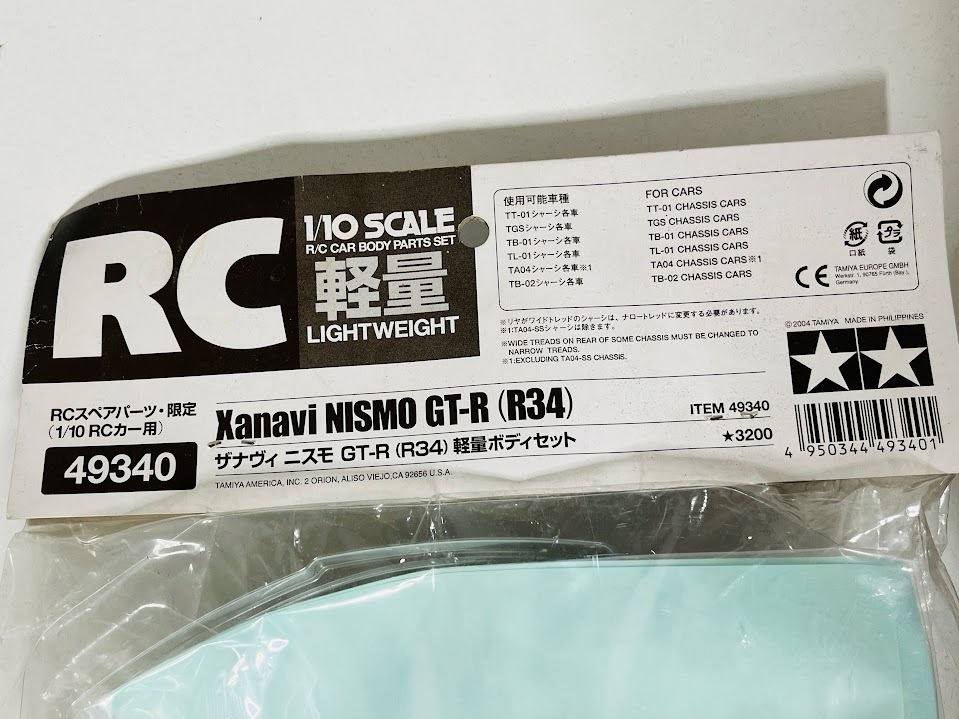 RC
1/10 SCALE
R/C CAR BODY PARTS SET
軽量
LIGHTWEIGHT
RCスペアパーツ・限定
(1/10 RCカー用)
49340
Xanavi NISMO GT-R (R34)
ザナヴィ ニスモ GT-R (R34) 軽量ボディセット
TAMIYA AMERICA, INC. 2 ORION, ALISO VIEJO, CA 92656 U.S.A.
ITEM 49340
★3200
使用可能車種
TT-01シャーシ各車
TGSシャーシ各車
TB-01シャーシ各車
TL-01シャーシ各車
TA04シャーシ各車※1
TB-02シャーシ各車
FOR CARS
TT-01 CHASSIS CARS
TGS CHASSIS CARS
TB-01 CHASSIS CARS
TL-01 CHASSIS CARS
TA04 CHASSIS CARS※1
TB-02 CHASSIS CARS
※リヤがワイドトレッドのシャーシは、ナロートレッドに変更する必要があります。
※1:TA04-SSシャーシは除きます。
※WIDE TREADS ON REAR OF SOME CHASSIS MUST BE CHANGED TO
NARROW TREADS.
※1:EXCLUDING TA04-SS CHASSIS.
紙
口紙
プラ
袋
CE
TAMIYA EUROPE GMBH
Werkstr. 1, 90765 Fürth (Bay.),
Germany
©2004 TAMIYA MADE IN PHILIPPINES
4 950344 493401